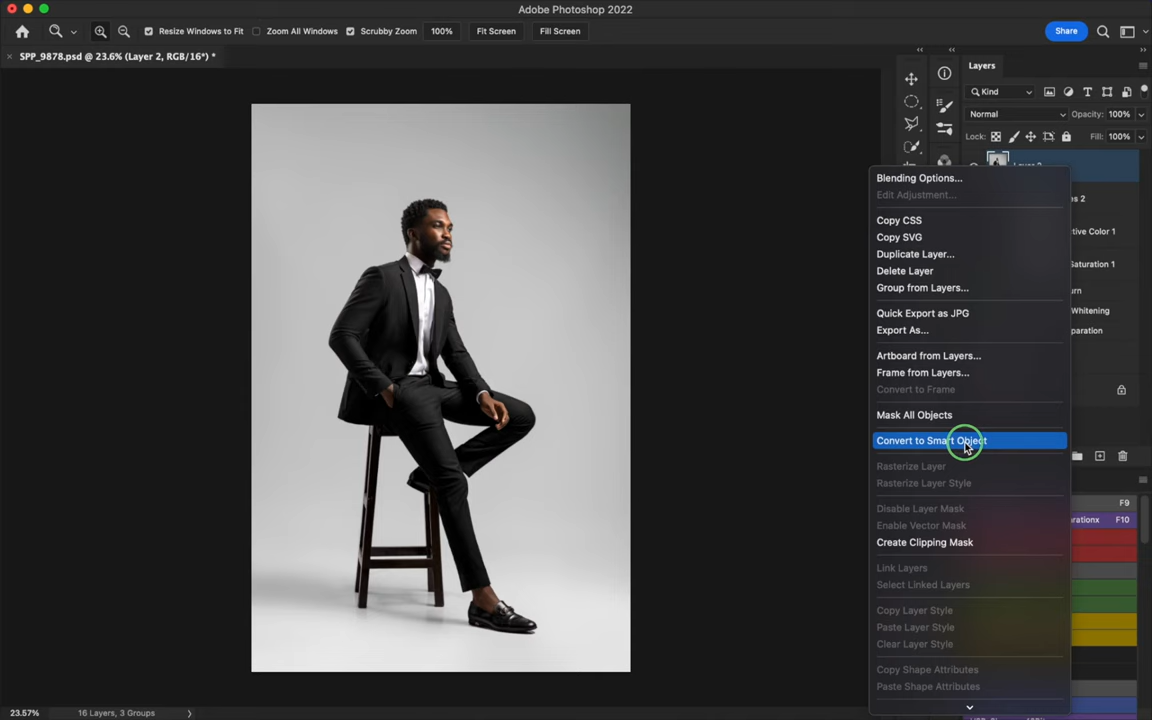 Adobe Photoshop 2022
Resize Windows to Fit Zoom All Windows Scrubby Zoom 100% Fit Screen Fill Screen Share
SPP_9878.psd @ 23.6% (Layer 2, RGB/16*) *
Layers
Kind
Normal Opacity: 100%
Lock: Fill: 100%
Blending Options...
Edit Adjustment...
ns 2
Copy CSS
ctive Color 1
Copy SVG
Duplicate Layer...
Saturation 1
Delete Layer
Group from Layers...
urn
Quick Export as JPG
Whitening
Export As...
paration
Artboard from Layers...
Frame from Layers...
Convert to Frame
Mask All Objects
Convert to Smart Object
Rasterize Layer
Rasterize Layer Style
F9
Disable Layer Mask
arationx F10
Enable Vector Mask
Create Clipping Mask
Link Layers
Select Linked Layers
Copy Layer Style
Paste Layer Style
Clear Layer Style
Copy Shape Attributes
Paste Shape Attributes
23.57% 16 Layers, 3 Groups